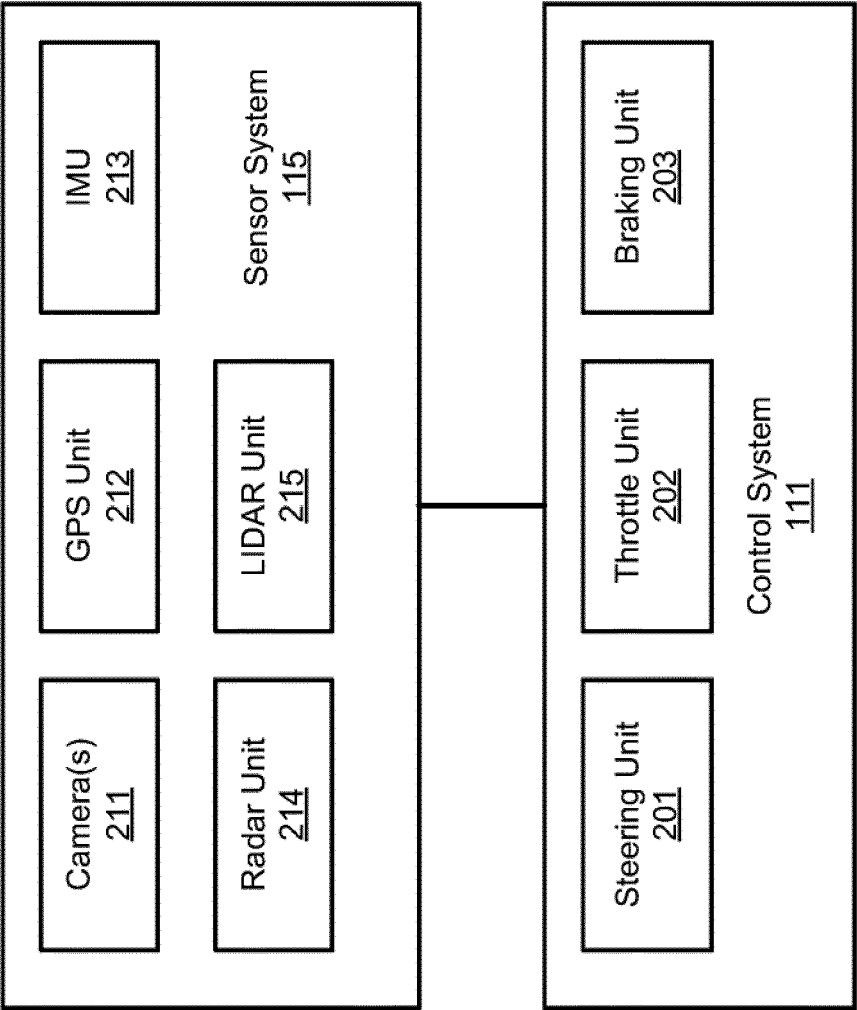 Camera(s)
211
GPS Unit
212
IMU
213
Radar Unit
214
LIDAR Unit
215
Sensor System
115
Steering Unit
201
Throttle Unit
202
Braking Unit
203
Control System
111